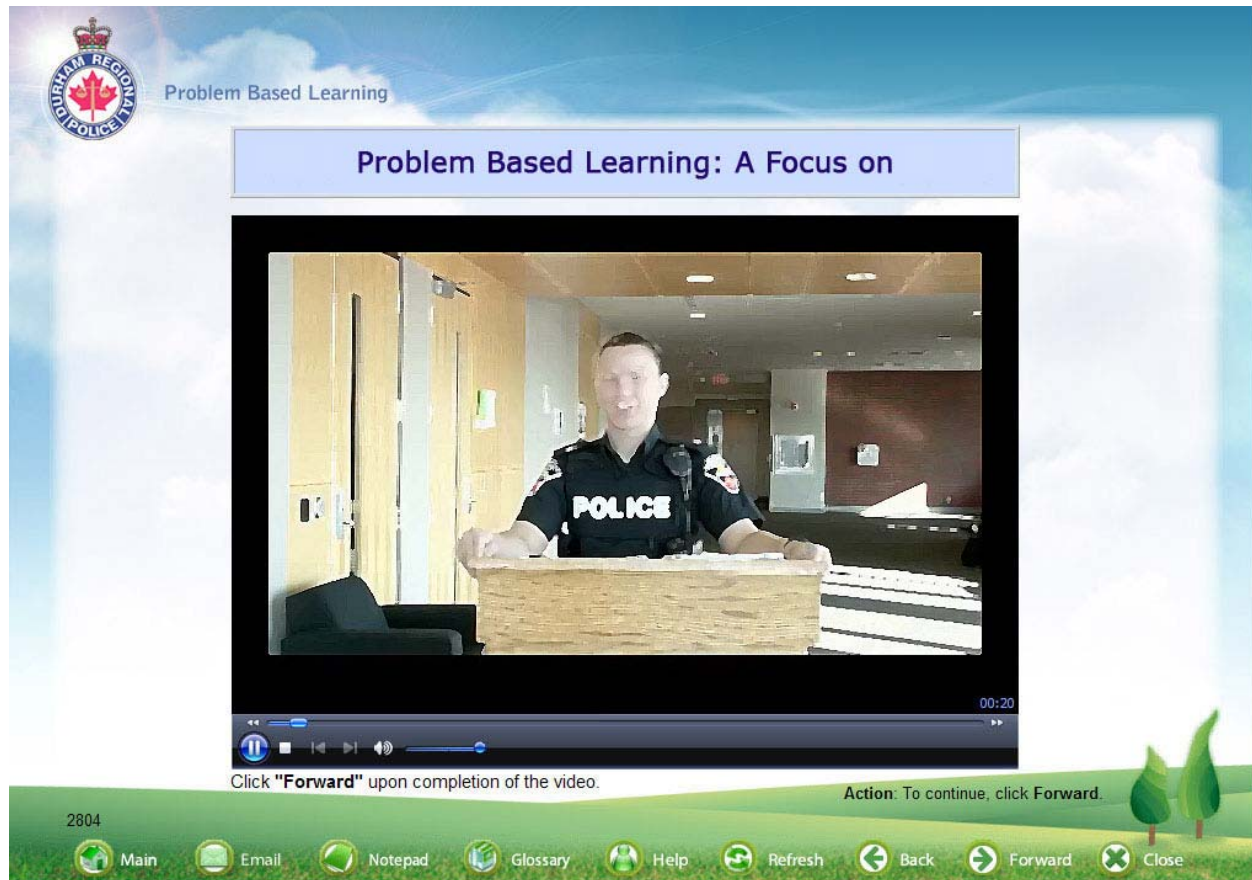 DURHAM REGIONAL
POLICE
Problem Based Learning
Problem Based Learning: A Focus on
POLICE
00:20
Click "Forward" upon completion of the video.
Action: To continue, click Forward.
2804
Main Email Notepad Glossary Help Refresh Back Forward Close